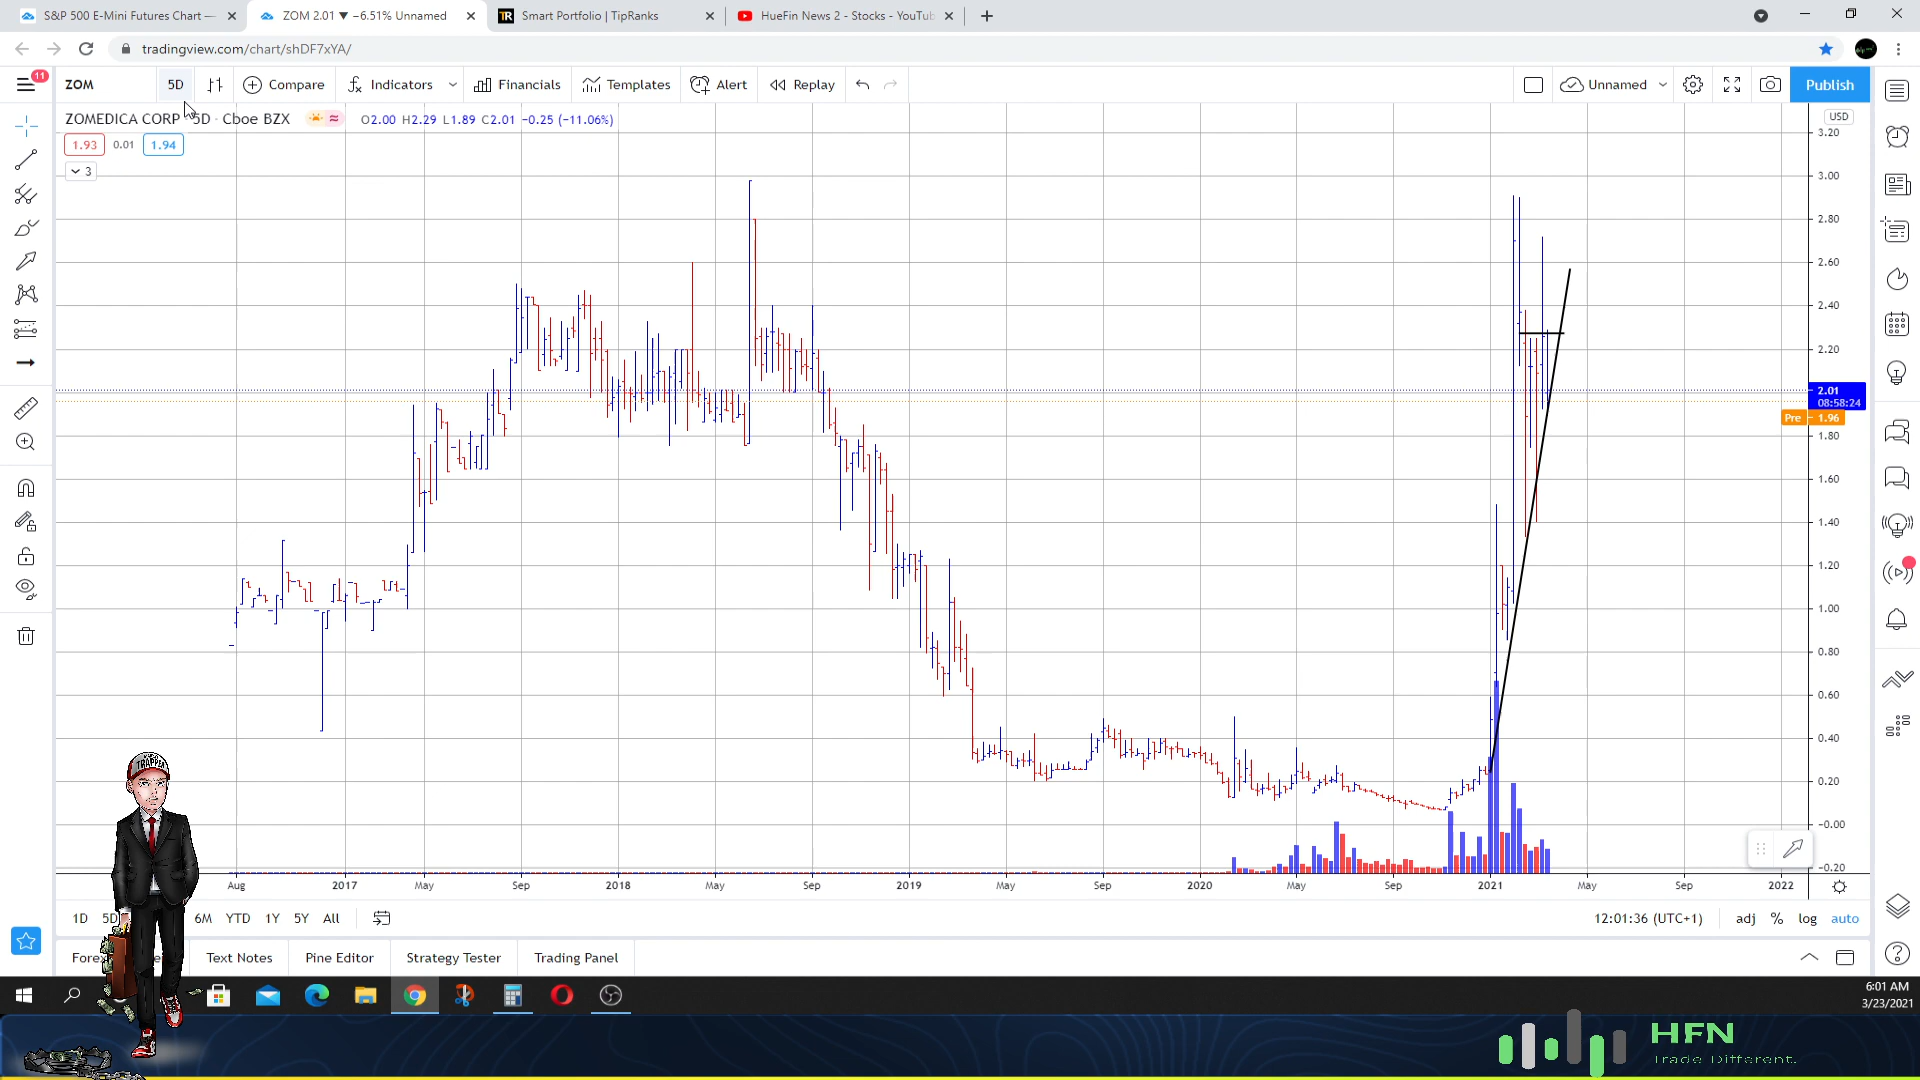 S&P 500 E-Mini Futures Chart —
ZOM 2.01 ▼ −6.51% Unnamed
Smart Portfolio | TipRanks
HueFin News 2 - Stocks - YouTub
tradingview.com/chart/shDF7xYA/
11
ZOM
5D
Compare
Indicators
Financials
Templates
Alert
Replay
Unnamed
Publish
ZOMEDICA CORP · 5D · Cboe BZX
O2.00 H2.29 L1.89 C2.01 −0.25 (−11.06%)
1.93
0.01
1.94
3
USD
3.20
3.00
2.80
2.60
2.40
2.20
2.01
08:58:24
Pre 1.96
1.80
1.60
1.40
1.20
1.00
0.80
0.60
0.40
0.20
−0.00
−0.20
Aug 2017 May Sep 2018 May Sep 2019 May Sep 2020 May Sep 2021 May Sep 2022
1D 5D 6M YTD 1Y 5Y All
12:01:36 (UTC+1)
adj % log auto
Text Notes
Pine Editor
Strategy Tester
Trading Panel
TRAPPER
6:01 AM
3/23/2021
HFN
Trade Different.